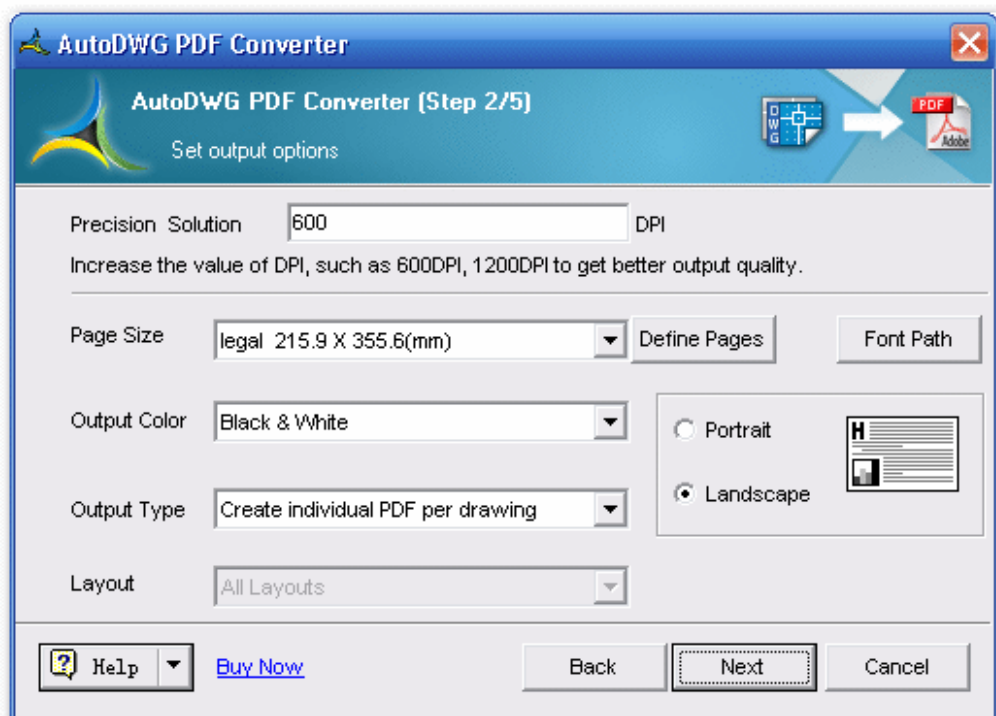 AutoDWG PDF Converter
AutoDWG PDF Converter (Step 2/5)
Set output options
DWG
PDF
Adobe
Precision Solution 600 DPI
Increase the value of DPI, such as 600DPI, 1200DPI to get better output quality.
Page Size legal 215.9 X 355.6(mm) Define Pages Font Path
Output Color Black & White
Portrait
H
Landscape
Output Type Create individual PDF per drawing
Layout All Layouts
Help Buy Now Back Next Cancel